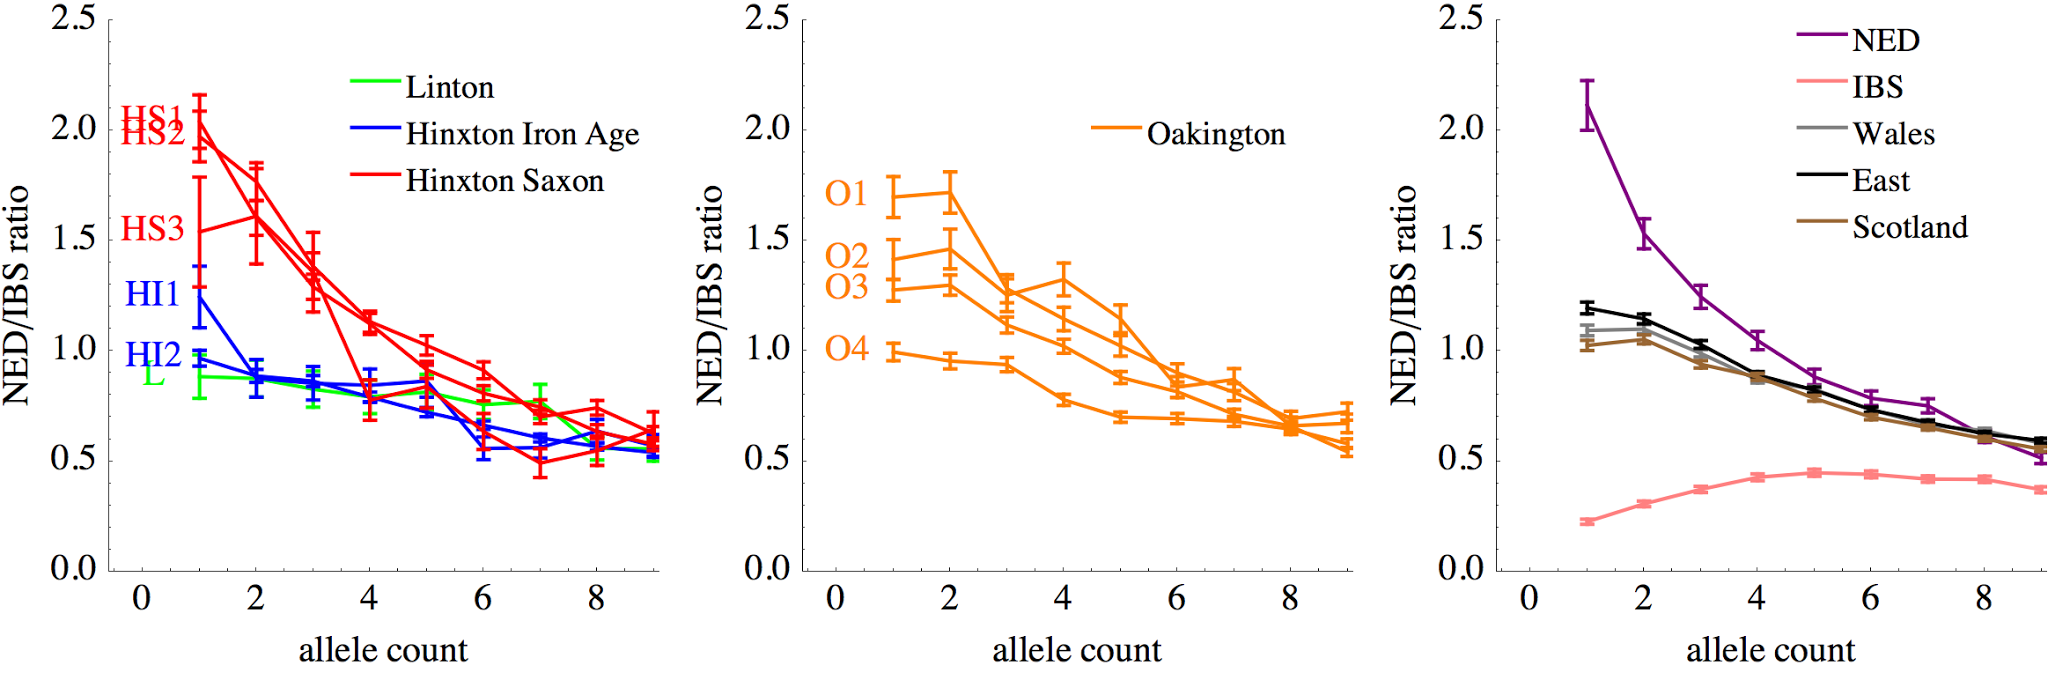 NED/IBS ratio
2.5
2.0
1.5
1.0
0.5
0.0
HS1
HS2
HS3
HI1
HI2
L
Linton
Hinxton Iron Age
Hinxton Saxon
0 2 4 6 8
allele count
NED/IBS ratio
2.5
2.0
1.5
1.0
0.5
0.0
O1
O2
O3
O4
Oakington
0 2 4 6 8
allele count
NED/IBS ratio
2.5
2.0
1.5
1.0
0.5
0.0
NED
IBS
Wales
East
Scotland
0 2 4 6 8
allele count